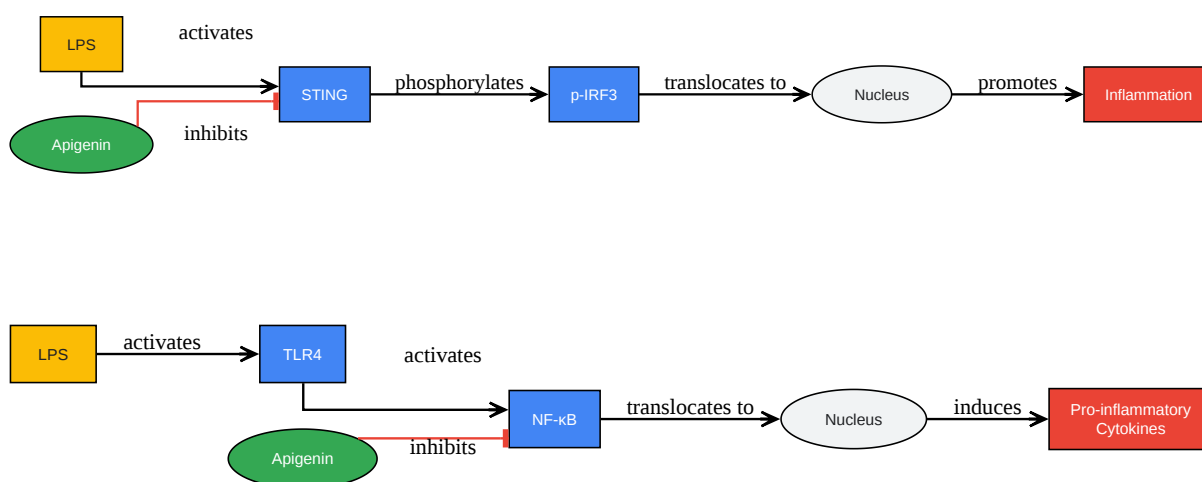 activates
LPS
STING
phosphorylates
p-IRF3
translocates to
Nucleus
promotes
Inflammation
inhibits
Apigenin
LPS
activates
TLR4
activates
NF-κB
translocates to
Nucleus
induces
Pro-inflammatory
Cytokines
inhibits
Apigenin